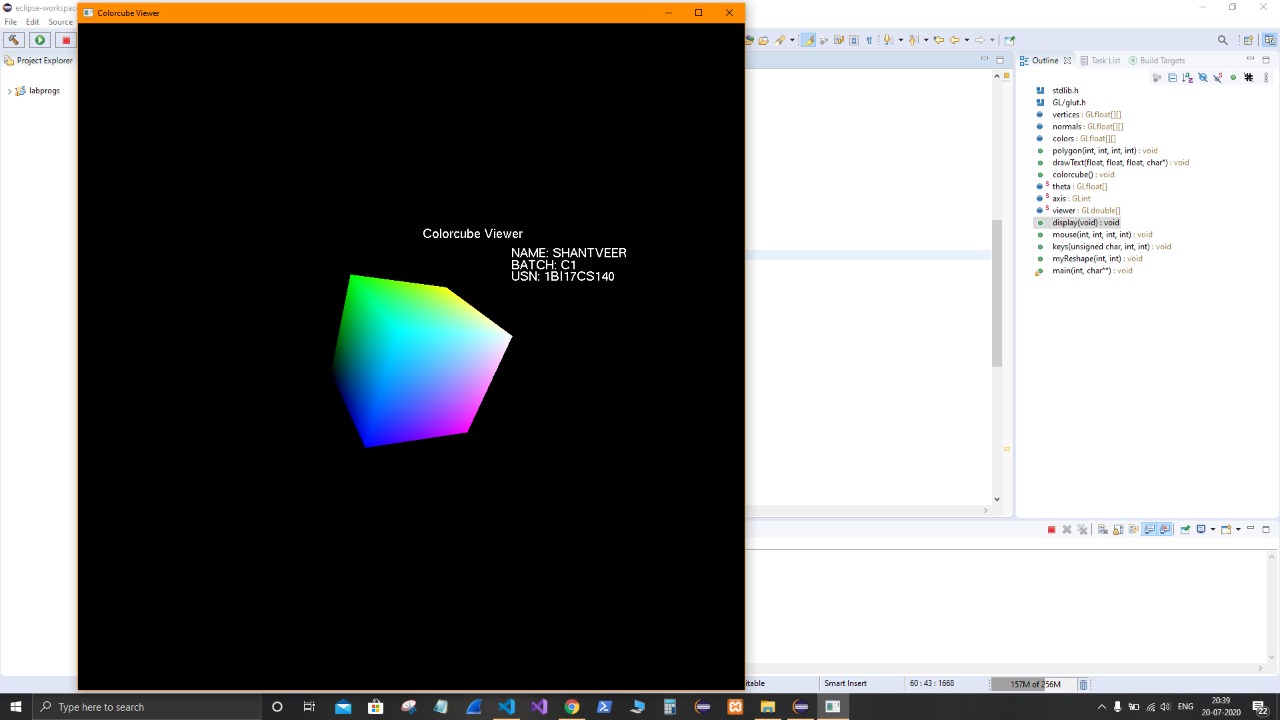 eclipse-workspac
Colorcube Viewer
File Edit Sourc
Project Explorer
labprogs
Colorcube Viewer
NAME: SHANTVEER
BATCH: C1
USN: 1BI17CS140
Outline Task List Build Targets
stdlib.h
GL/glut.h
vertices : GLfloat[][]
normals : GLfloat[][]
colors : GLfloat[][]
polygon(int, int, int, int) : void
drawText(float, float, float, char*) : void
colorcube() : void
theta : GLfloat[]
axis : GLint
viewer : GLdouble[]
display(void) : void
mouse(int, int, int, int) : void
keys(unsigned char, int, int) : void
myReshape(int, int) : void
main(int, char**) : void
itable Smart Insert 60 : 43 : 1668 157M of 256M
Type here to search
ENG 20:39
20-07-2020